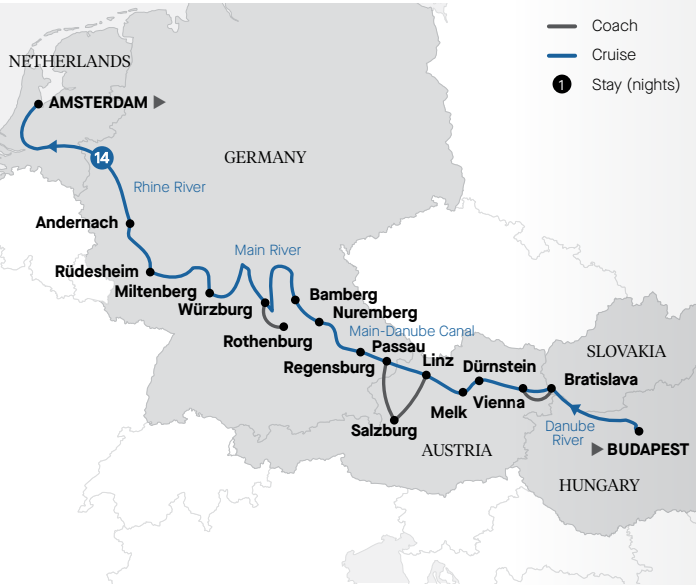 Coach
Cruise
1 Stay (nights)
NETHERLANDS
AMSTERDAM
14
GERMANY
Rhine River
Andernach
Main River
Rüdesheim
Miltenberg
Würzburg
Bamberg
Nuremberg
Rothenburg
Main-Danube Canal
Passau
Regensburg
Linz
Dürnstein
SLOVAKIA
Bratislava
Melk
Vienna
Salzburg
AUSTRIA
Danube
River
BUDAPEST
HUNGARY